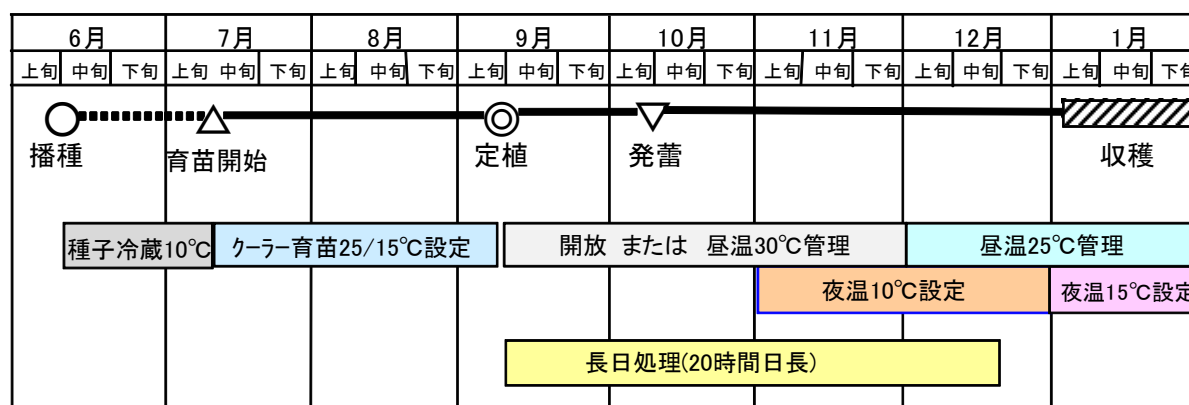 6月 7月 8月 9月 10月 11月 12月 1月
上旬 中旬 下旬 上旬 中旬 下旬 上旬 中旬 下旬 上旬 中旬 下旬 上旬 中旬 下旬 上旬 中旬 下旬 上旬 中旬 下旬 上旬 中旬 下旬
播種 育苗開始 定植 発蕾 収穫
種子冷蔵10℃ クーラー育苗25/15℃設定 開放 または 昼温30℃管理 昼温25℃管理
夜温10℃設定 夜温15℃設定
長日処理(20時間日長)